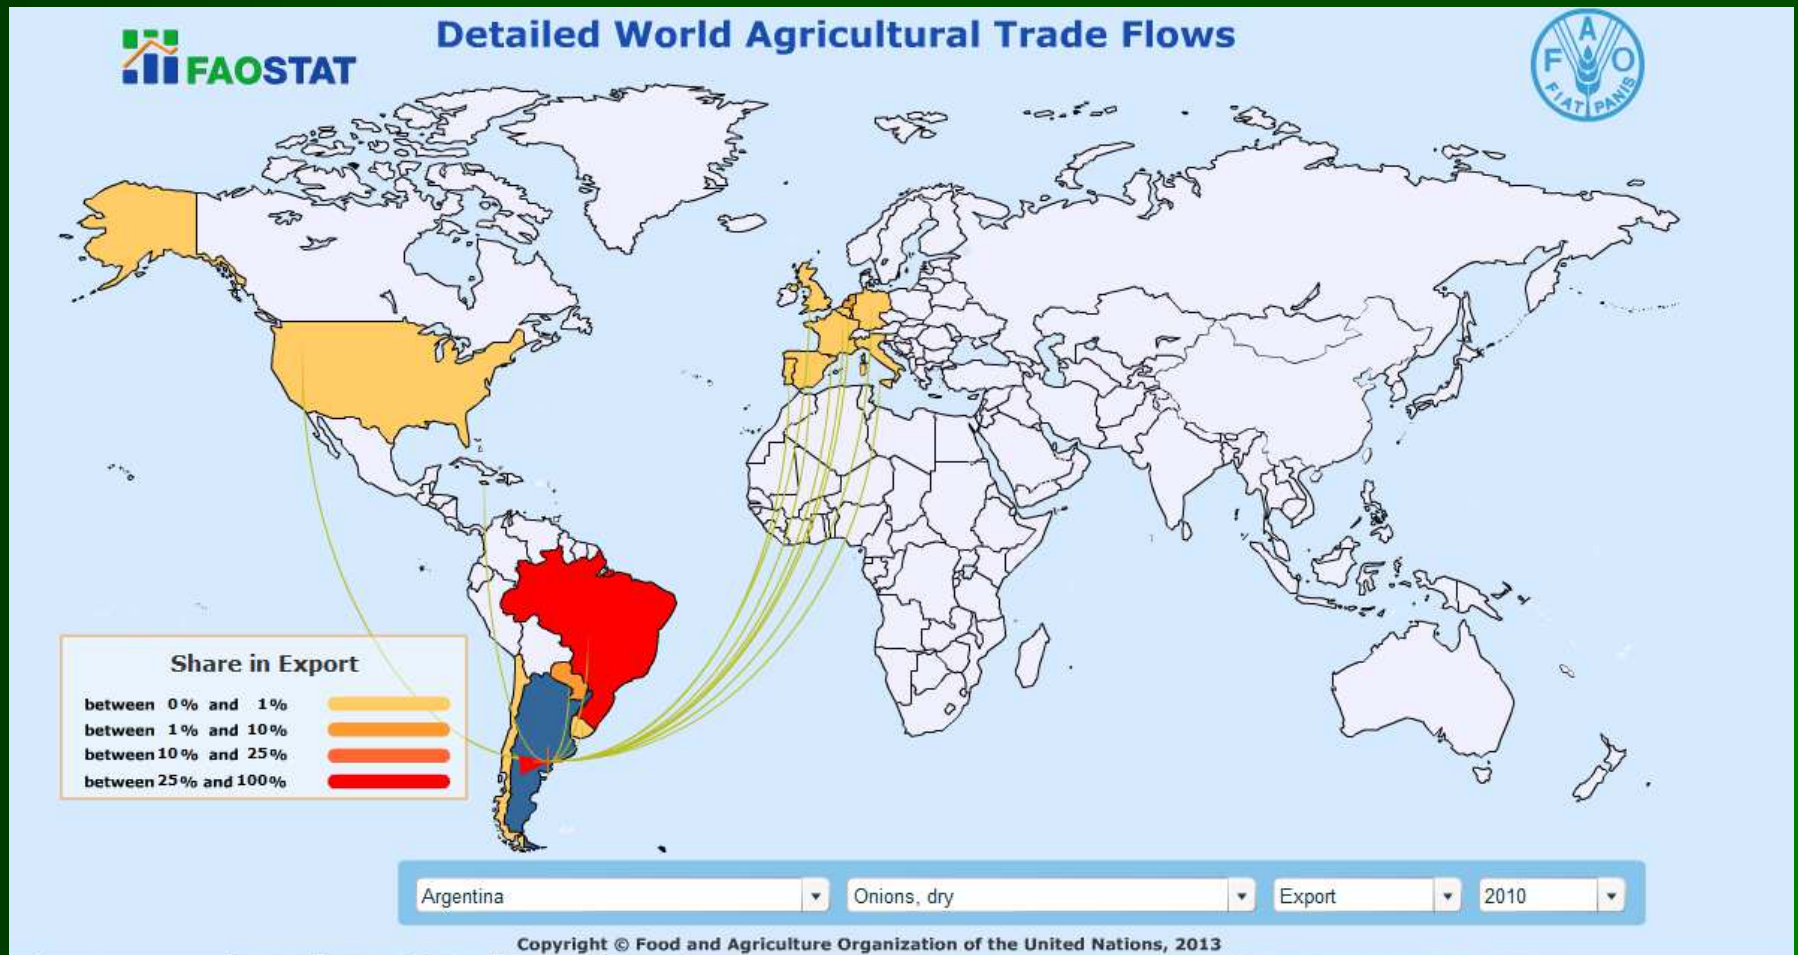 Detailed World Agricultural Trade Flows
FAOSTAT
F A O
FIAT PANIS
Share in Export
between 0% and 1%
between 1% and 10%
between 10% and 25%
between 25% and 100%
Argentina
Onions, dry
Export
2010
Copyright © Food and Agriculture Organization of the United Nations, 2013